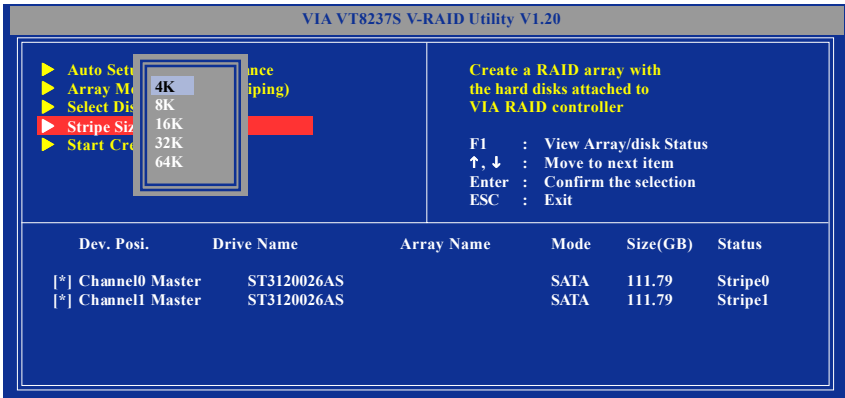 VIA VT8237S V-RAID Utility V1.20
Auto Setu ance
Array Mo iping)
Select Dis
Stripe Siz
Start Cre
4K
8K
16K
32K
64K
Create a RAID array with
the hard disks attached to
VIA RAID controller
F1 : View Array/disk Status
↑, ↓ : Move to next item
Enter : Confirm the selection
ESC : Exit
Dev. Posi. Drive Name Array Name Mode Size(GB) Status
[*] Channel0 Master ST3120026AS SATA 111.79 Stripe0
[*] Channel1 Master ST3120026AS SATA 111.79 Stripe1